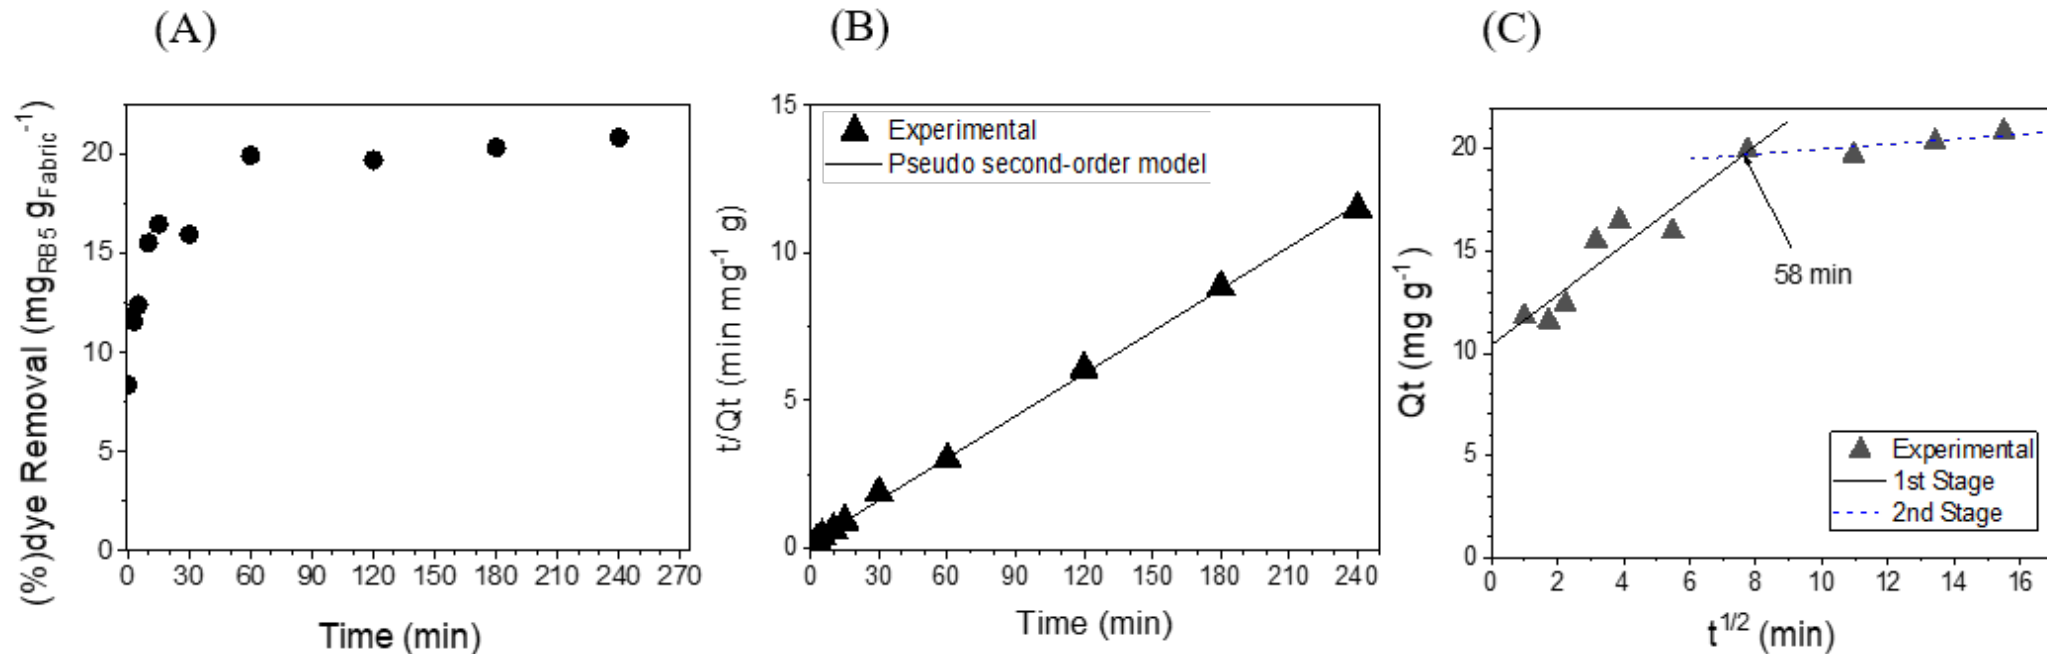 (A)
(%)dye Removal (mg_RB5 g_Fabric^-1)
20
15
10
5
0
0 30 60 90 120 150 180 210 240 270
Time (min)
(B)
t/Qt (min mg^-1 g)
15
10
5
0
Experimental
Pseudo second-order model
0 30 60 90 120 150 180 210 240
Time (min)
(C)
Qt (mg g^-1)
20
15
10
5
0
58 min
Experimental
1st Stage
2nd Stage
0 2 4 6 8 10 12 14 16
t^1/2 (min)